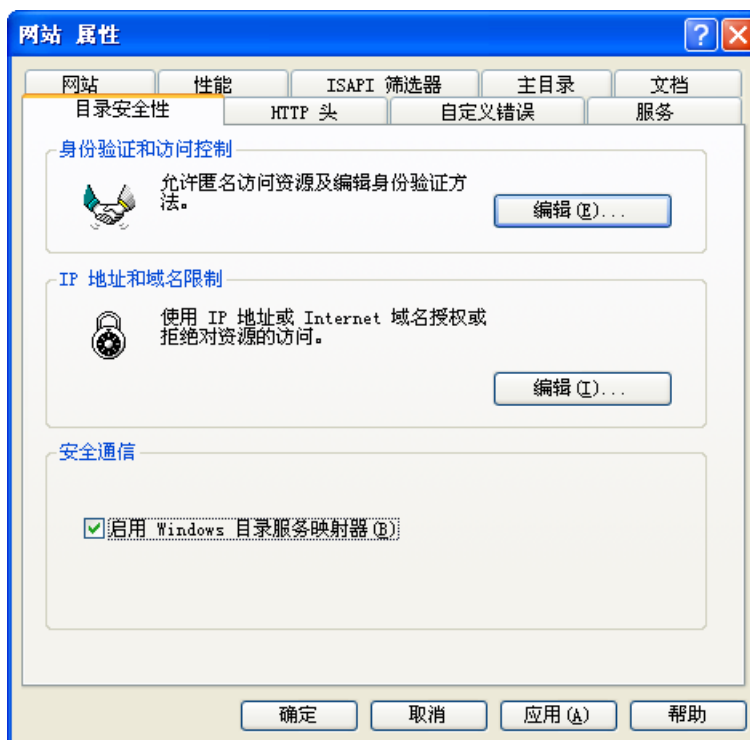 网站 属性
网站 性能 ISAPI 筛选器 主目录 文档
目录安全性 HTTP 头 自定义错误 服务
身份验证和访问控制
允许匿名访问资源及编辑身份验证方
法。
编辑(E)...
IP 地址和域名限制
使用 IP 地址或 Internet 域名授权或
拒绝对资源的访问。
编辑(I)...
安全通信
启用 Windows 目录服务映射器(B)
确定 取消 应用(A) 帮助